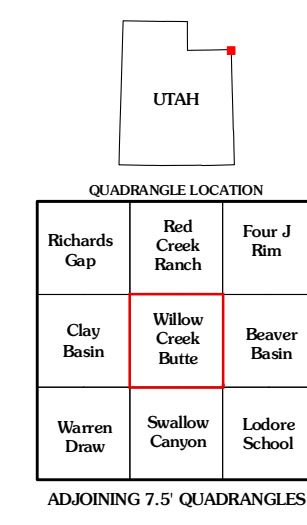 UTAH
QUADRANGLE LOCATION
Richards
Gap
Red
Creek
Ranch
Four J
Rim
Clay
Basin
Willow
Creek
Butte
Beaver
Basin
Warren
Draw
Swallow
Canyon
Lodore
School
ADJOINING 7.5' QUADRANGLES